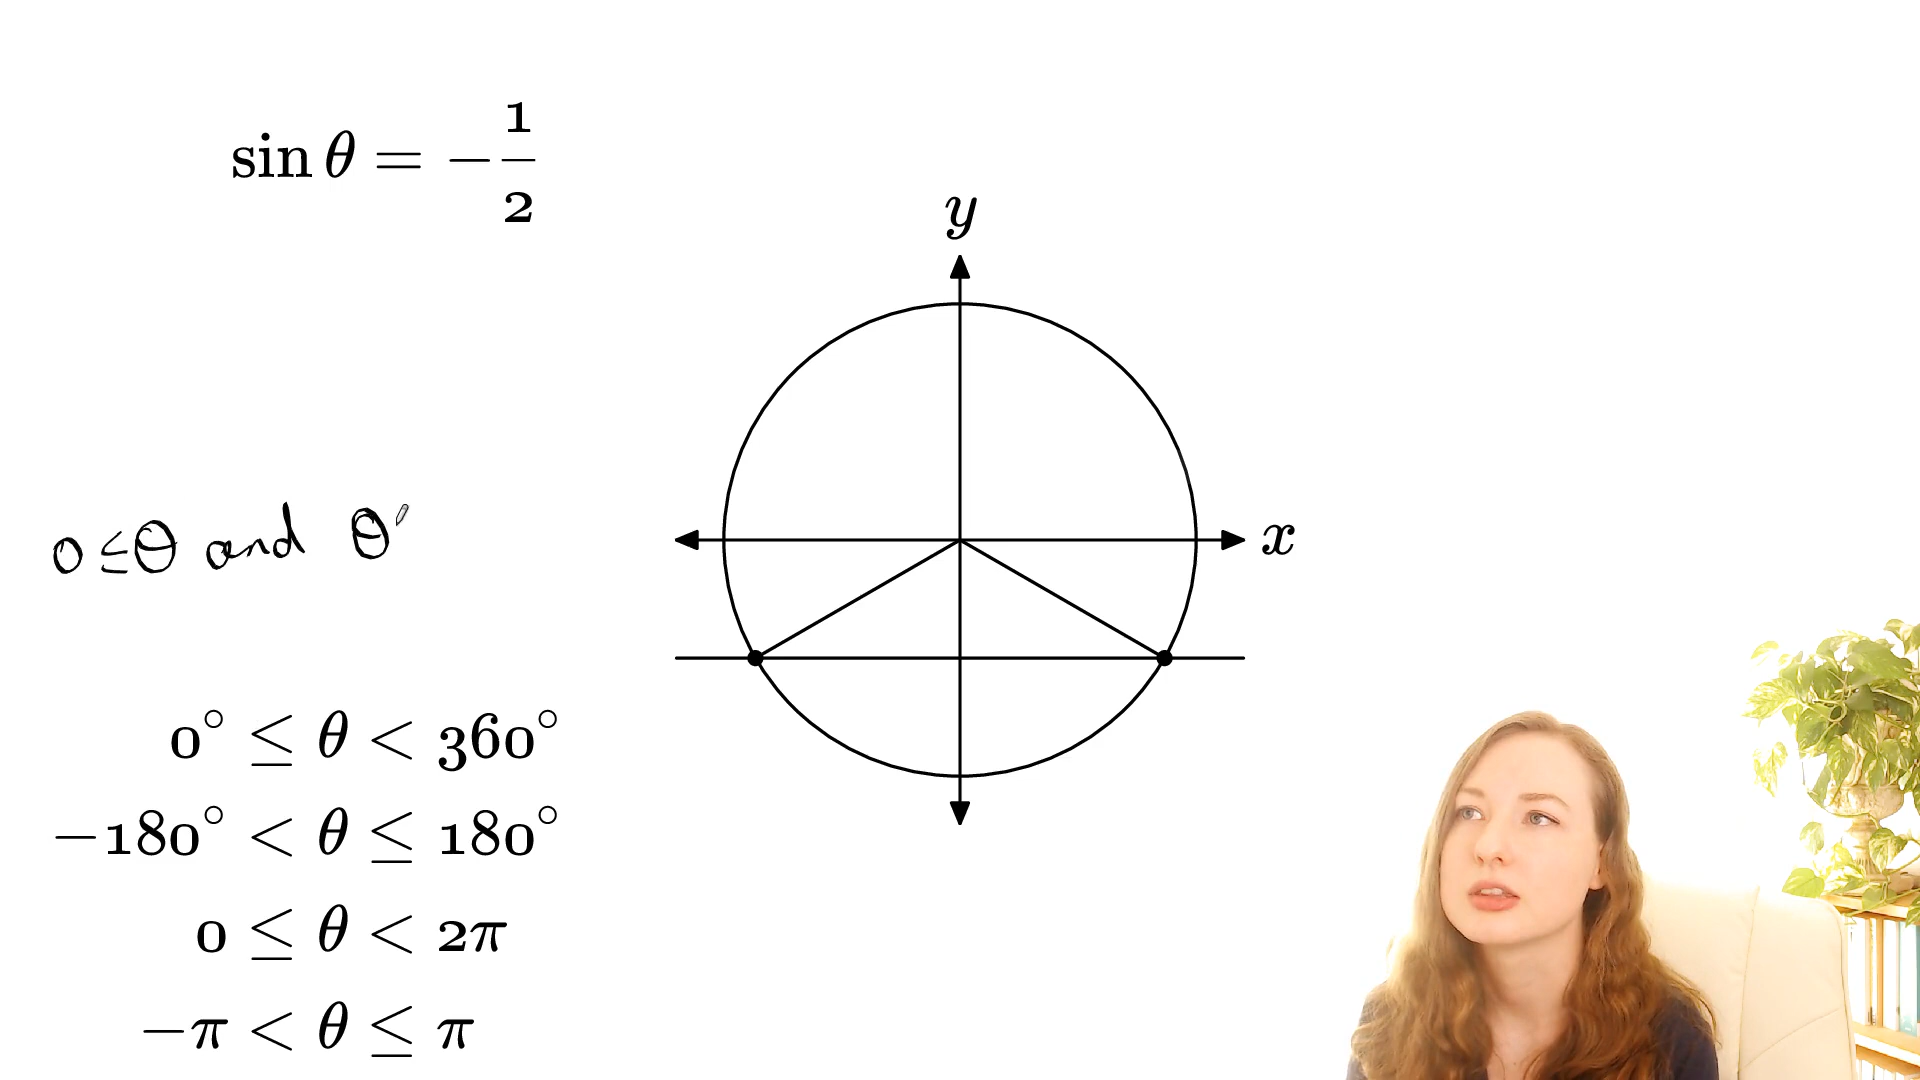 sin θ = −1/2
y
x
0 ≤ θ and θ
0° ≤ θ < 360°
−180° < θ ≤ 180°
0 ≤ θ < 2π
−π < θ ≤ π